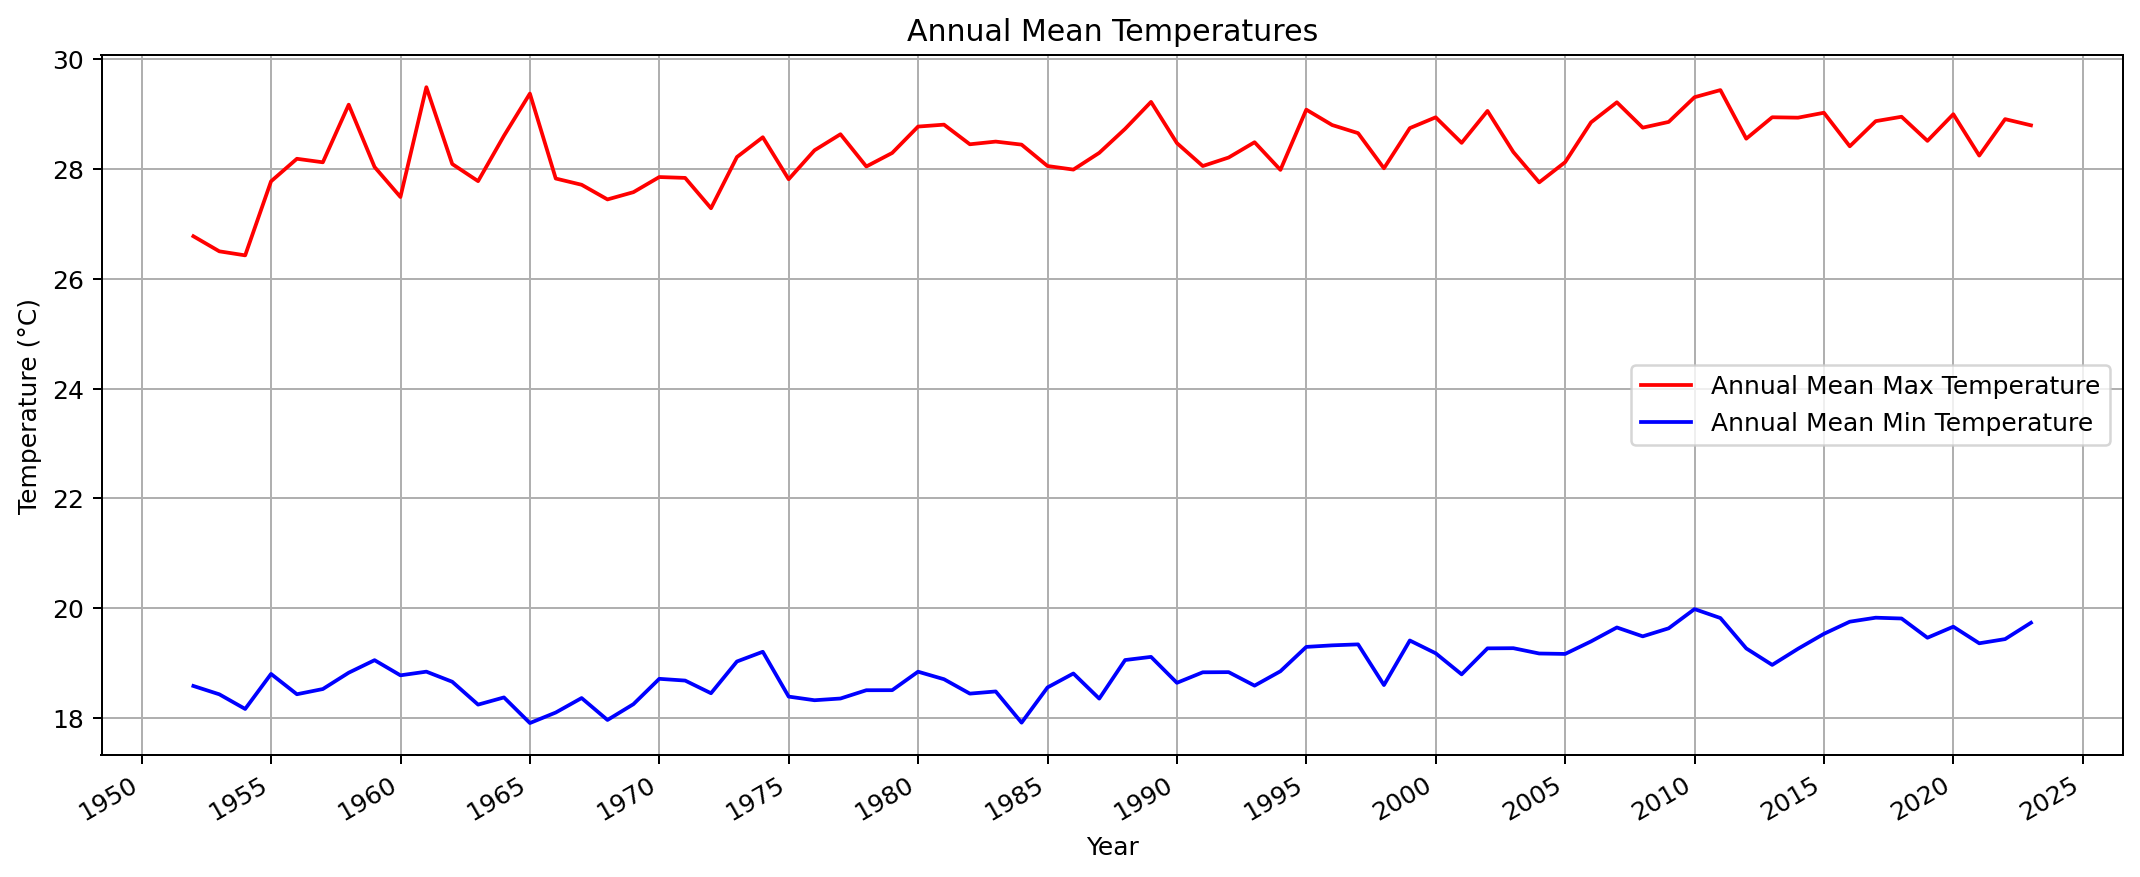 Annual Mean Temperatures
30
28
26
24
22
20
18
Temperature (°C)
Annual Mean Max Temperature
Annual Mean Min Temperature
1950 1955 1960 1965 1970 1975 1980 1985 1990 1995 2000 2005 2010 2015 2020 2025
Year